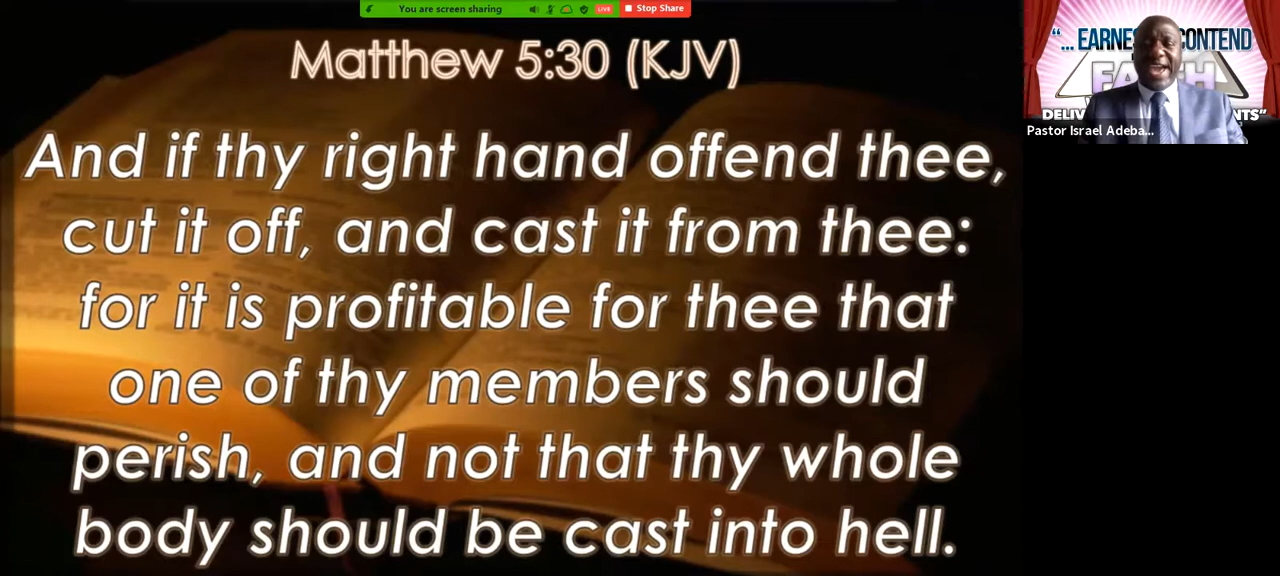 You are screen sharing
LIVE
Stop Share
Matthew 5:30 (KJV)
And if thy right hand offend thee,
cut it off, and cast it from thee:
for it is profitable for thee that
one of thy members should
perish, and not that thy whole
body should be cast into hell.
"... EARNES CONTEND
FAITH
DELIV NTS"
Pastor Israel Adeba...